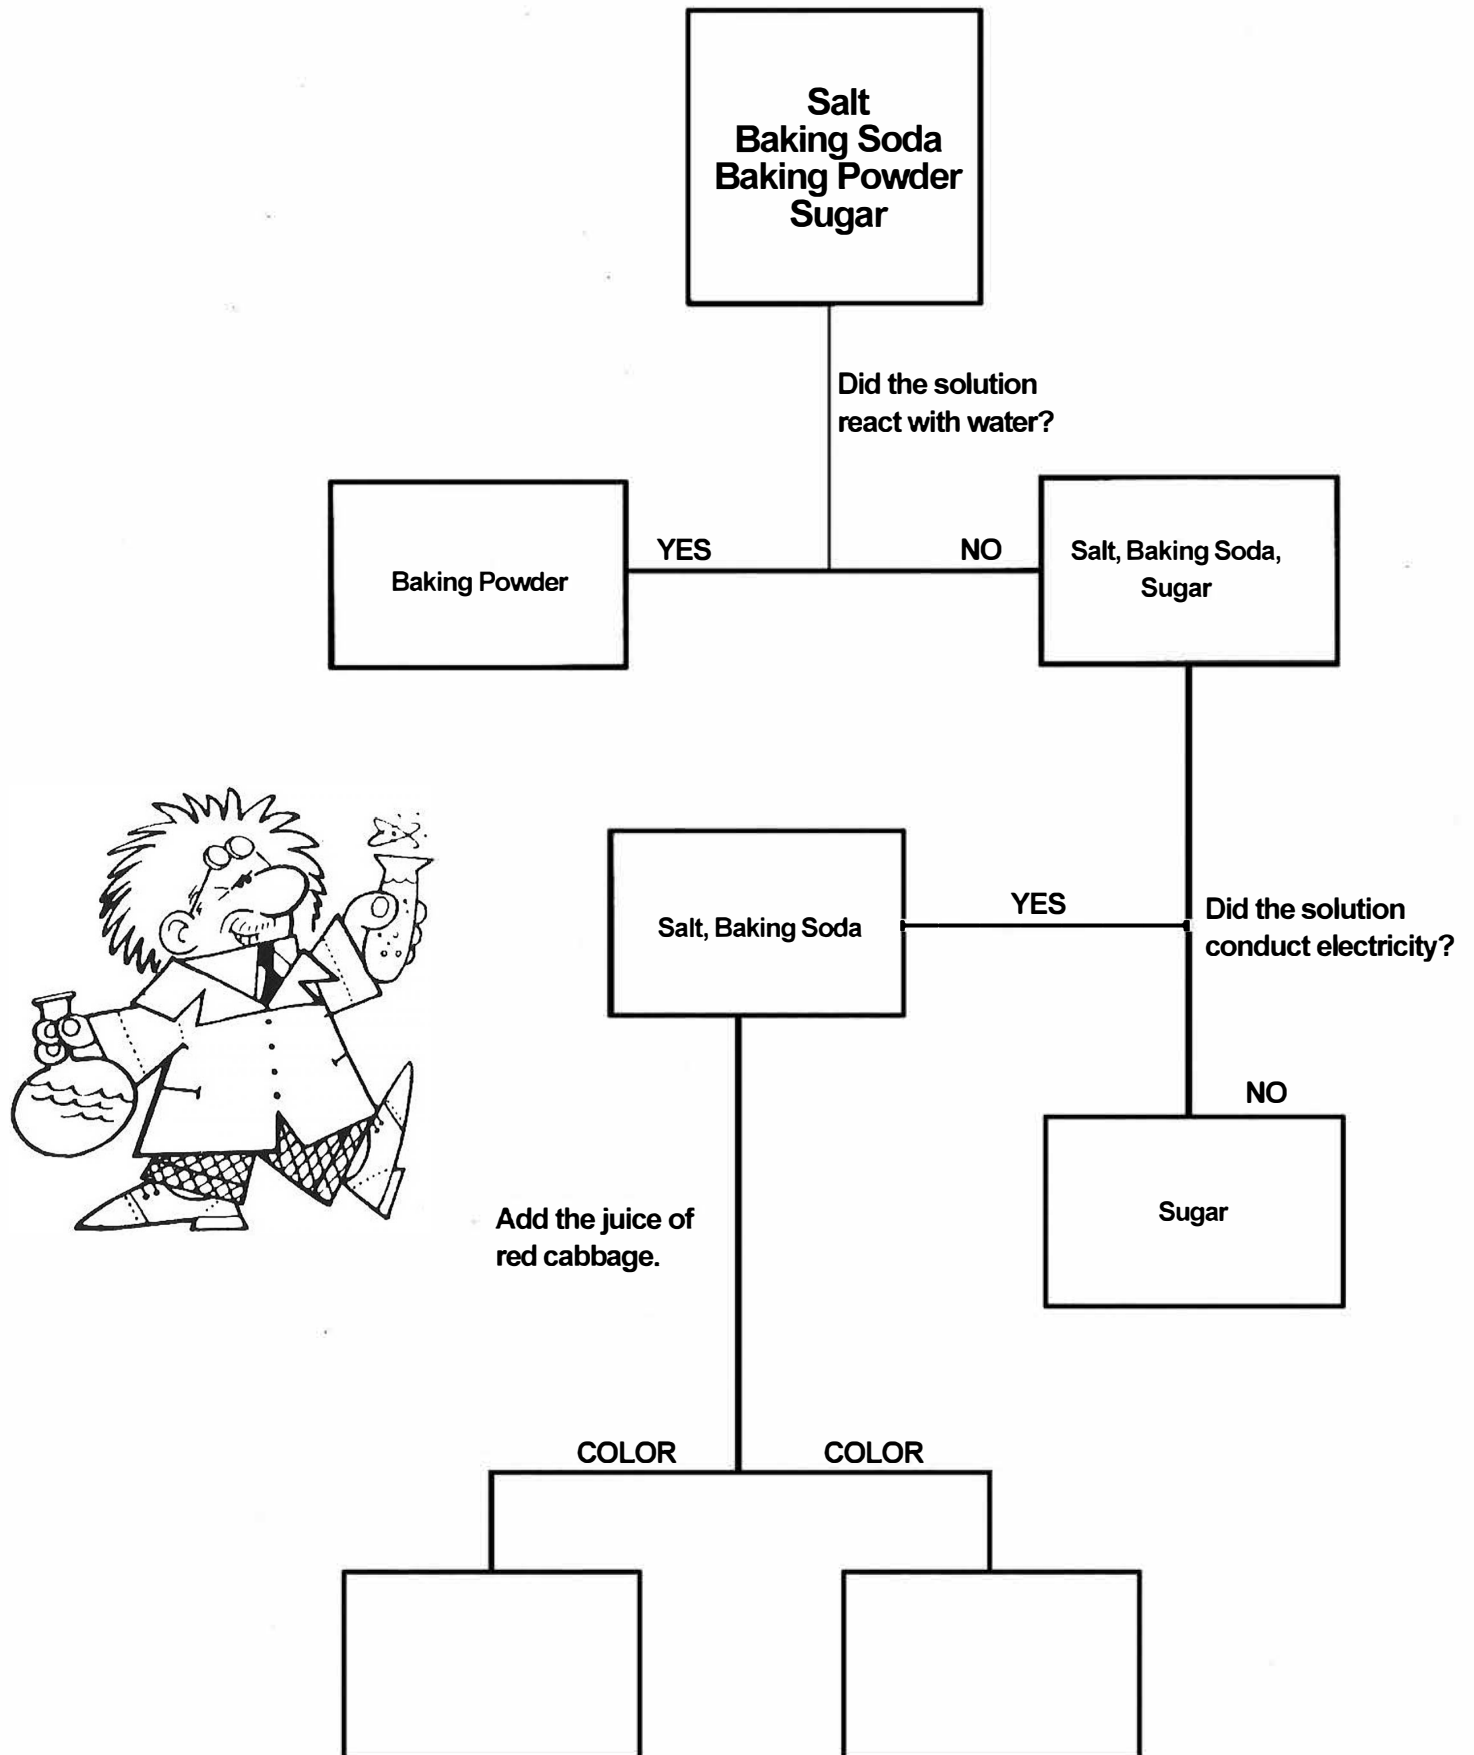 Salt
Baking Soda
Baking Powder
Sugar
Did the solution
react with water?
YES
NO
Baking Powder
Salt, Baking Soda,
Sugar
Salt, Baking Soda
YES
Did the solution
conduct electricity?
NO
Sugar
Add the juice of
red cabbage.
COLOR
COLOR